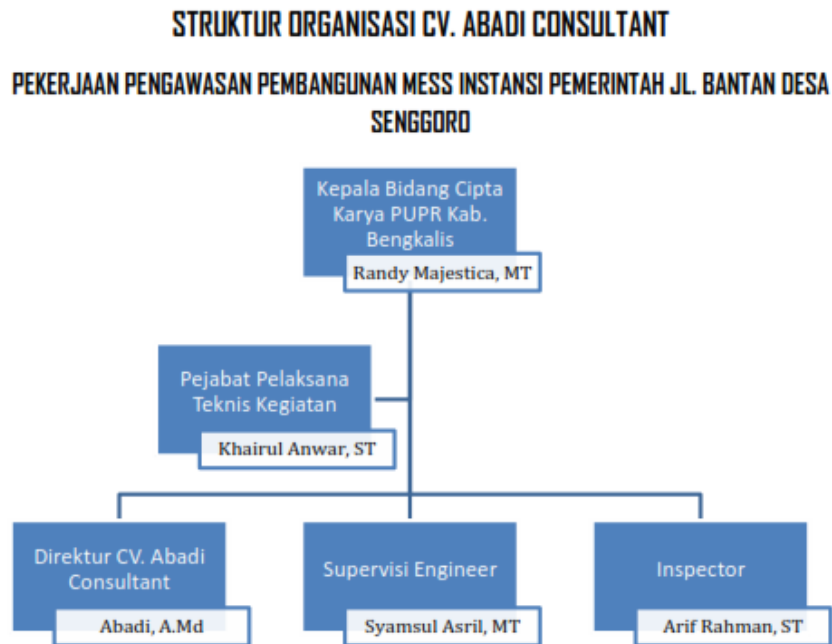 STRUKTUR ORGANISASI CV. ABADI CONSULTANT
PEKERJAAN PENGAWASAN PEMBANGUNAN MESS INSTANSI PEMERINTAH JL. BANTAN DESA
SENGGORO
Kepala Bidang Cipta
Karya PUPR Kab.
Bengkalis
Randy Majestica, MT
Pejabat Pelaksana
Teknis Kegiatan
Khairul Anwar, ST
Direktur CV. Abadi
Consultant
Abadi, A.Md
Supervisi Engineer
Syamsul Asril, MT
Inspector
Arif Rahman, ST